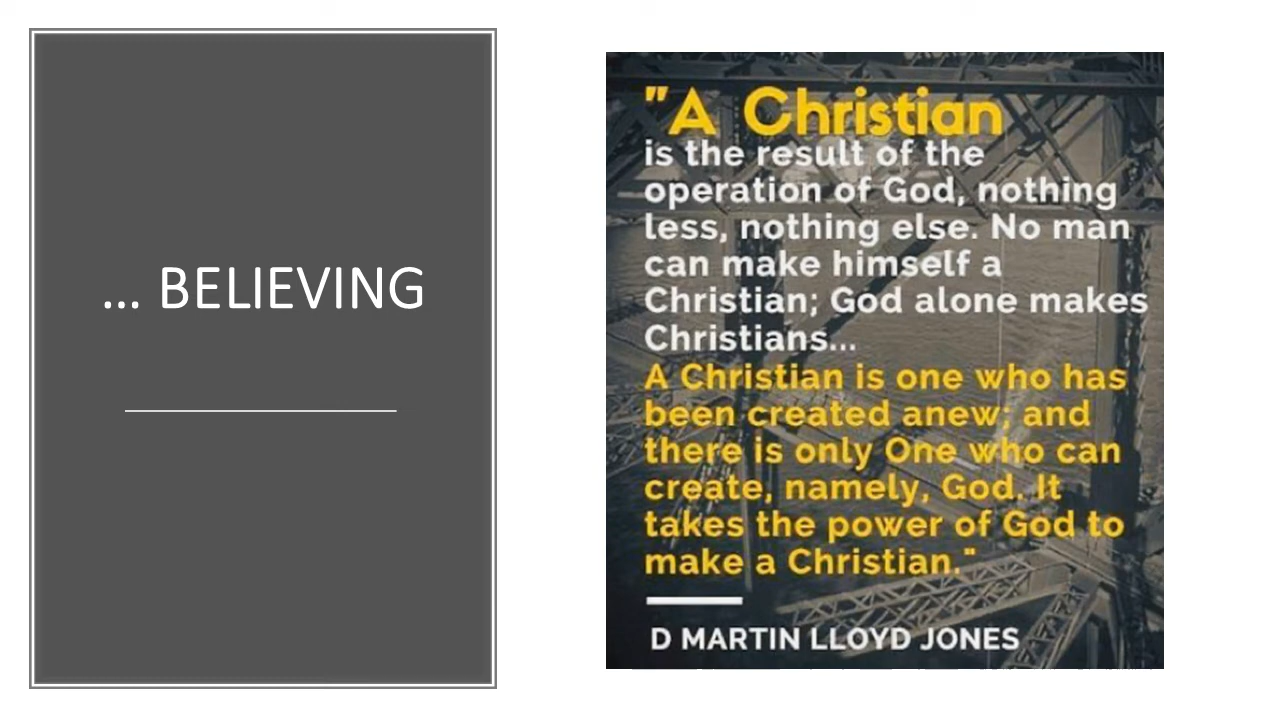 ... BELIEVING
"A Christian
is the result of the
operation of God, nothing
less, nothing else. No man
can make himself a
Christian; God alone makes
Christians...
A Christian is one who has
been created anew; and
there is only One who can
create, namely, God. It
takes the power of God to
make a Christian."
D MARTIN LLOYD JONES